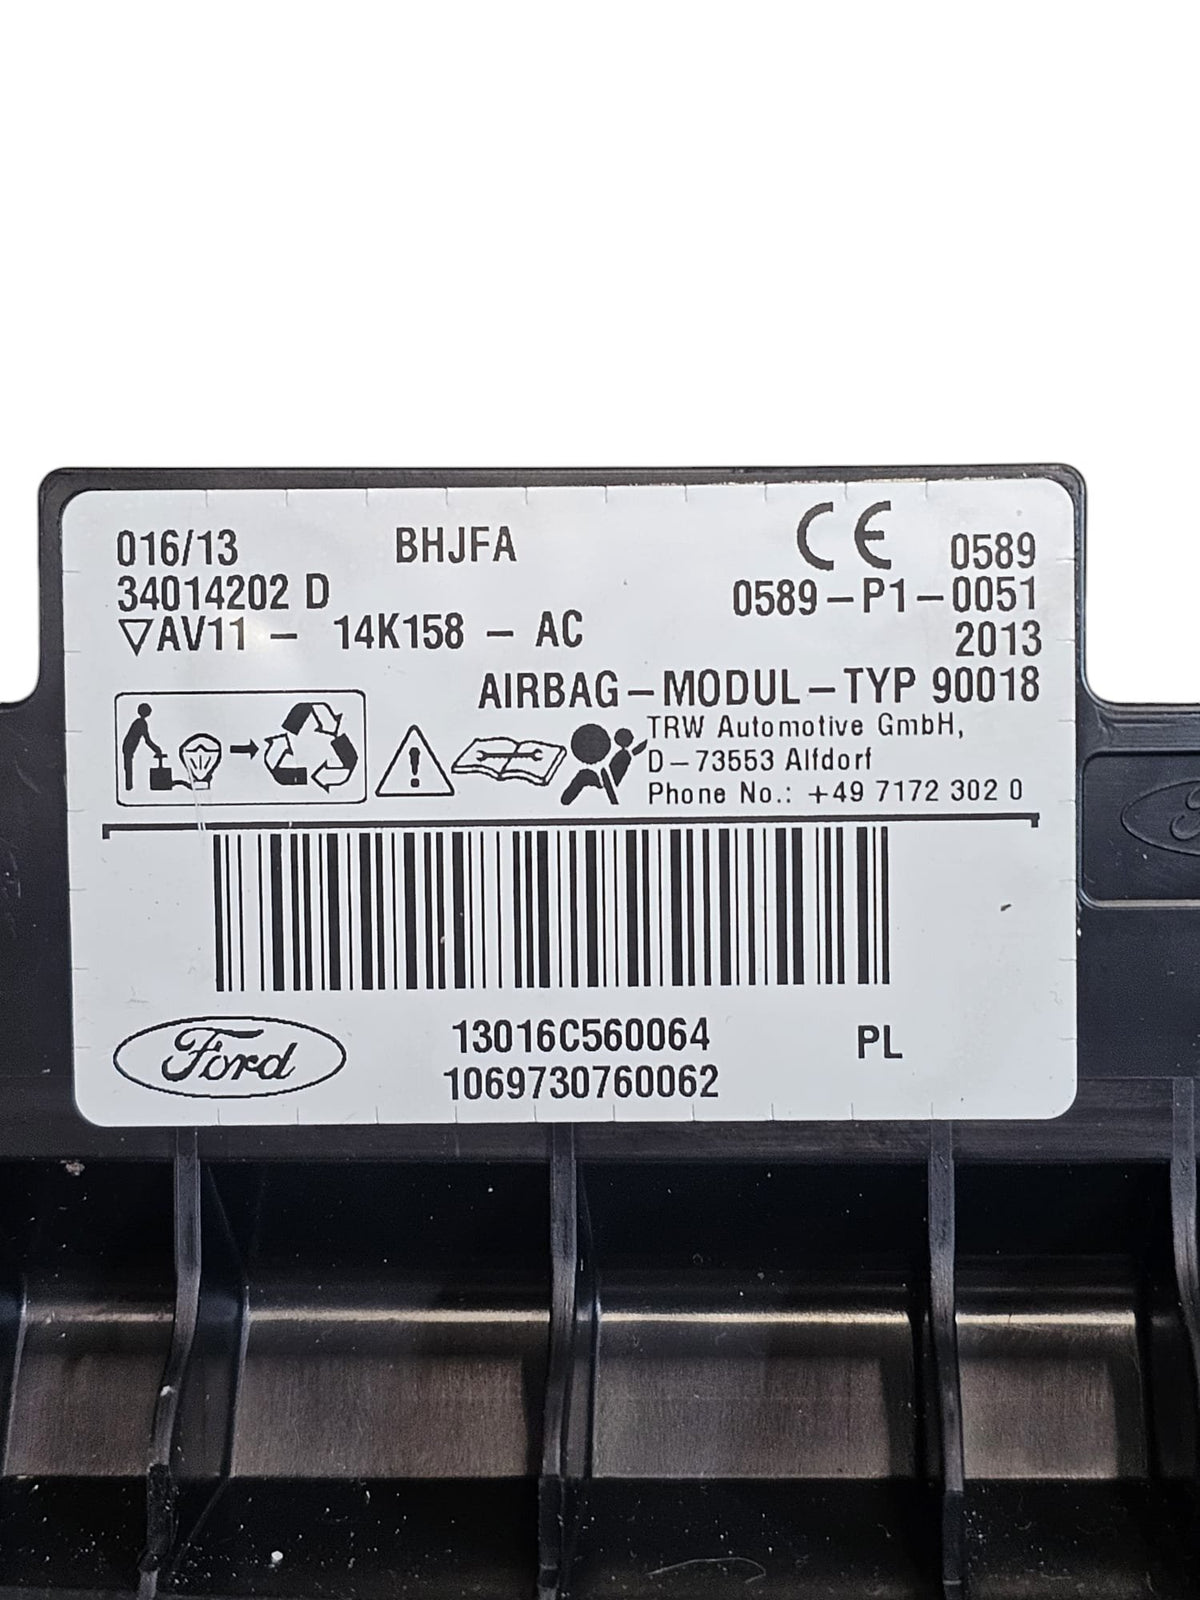 016/13 BHJFA CE 0589
34014202 D 0589-P1-0051
▽AV11 - 14K158 - AC 2013
AIRBAG-MODUL-TYP 90018
TRW Automotive GmbH,
D-73553 Alfdorf
Phone No.: +49 7172 302 0
13016C560064 PL
Ford
1069730760062